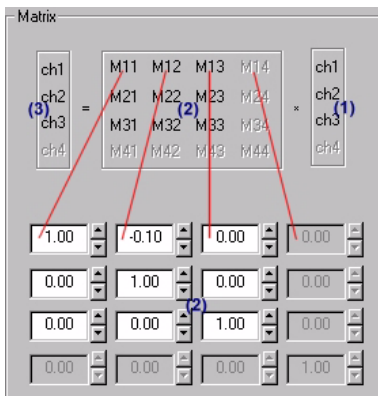 Matrix
ch1 M11 M12 M13 M14 ch1
ch2 M21 M22 M23 M24 ch2
(3) = (2) * (1)
ch3 M31 M32 M33 M34 ch3
ch4 M41 M42 M43 M44 ch4
1.00 -0.10 0.00 0.00
0.00 1.00 0.00 0.00
(2)
0.00 0.00 1.00 0.00
0.00 0.00 0.00 1.00